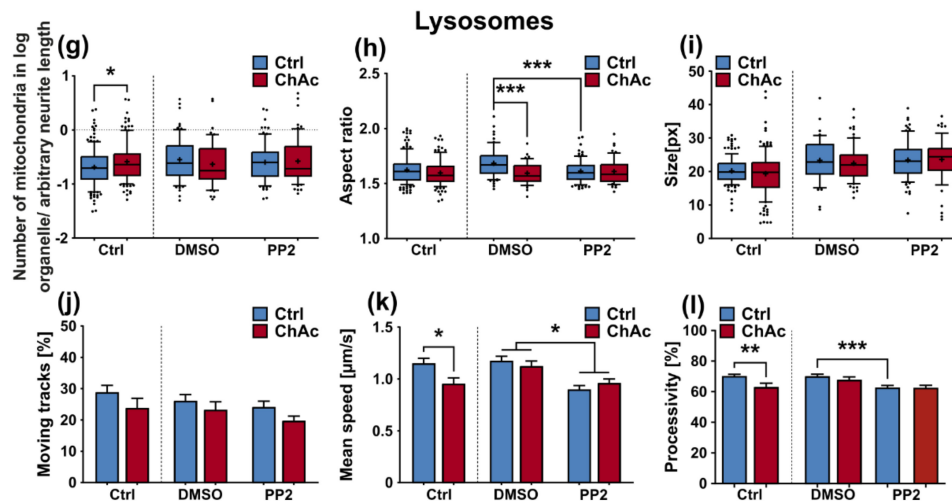 Lysosomes
(g)
Number of mitochondria in log
organelle/ arbitrary neurite length
Ctrl
ChAc
*
1
0
-1
-2
Ctrl
DMSO
PP2
(h)
Aspect ratio
Ctrl
ChAc
***
***
2.5
2.0
1.5
1.0
Ctrl
DMSO
PP2
(i)
Size[px]
Ctrl
ChAc
50
40
30
20
10
0
Ctrl
DMSO
PP2
(j)
Moving tracks [%]
Ctrl
ChAc
50
40
30
20
10
0
Ctrl
DMSO
PP2
(k)
Mean speed [µm/s]
Ctrl
ChAc
*
*
1.5
1.0
0.5
0.0
Ctrl
DMSO
PP2
(l)
Processivity [%]
Ctrl
ChAc
**
***
100
80
60
40
20
0
Ctrl
DMSO
PP2